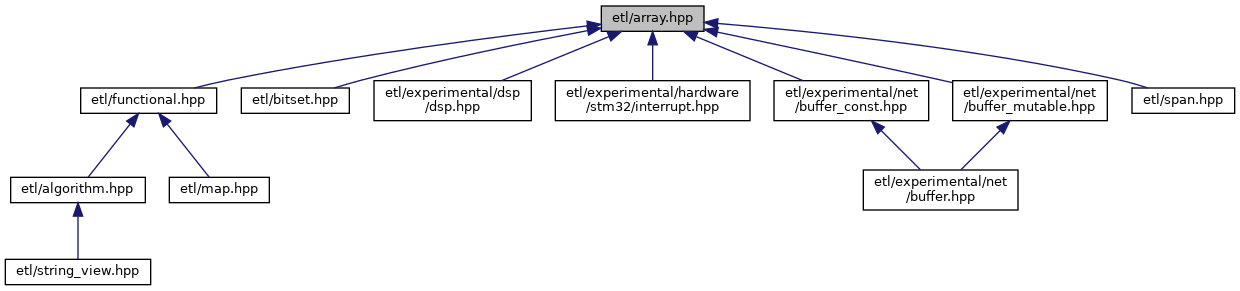 etl/array.hpp
etl/functional.hpp
etl/bitset.hpp
etl/experimental/dsp
/dsp.hpp
etl/experimental/hardware
/stm32/interrupt.hpp
etl/experimental/net
/buffer_const.hpp
etl/experimental/net
/buffer_mutable.hpp
etl/span.hpp
etl/algorithm.hpp
etl/map.hpp
etl/experimental/net
/buffer.hpp
etl/string_view.hpp